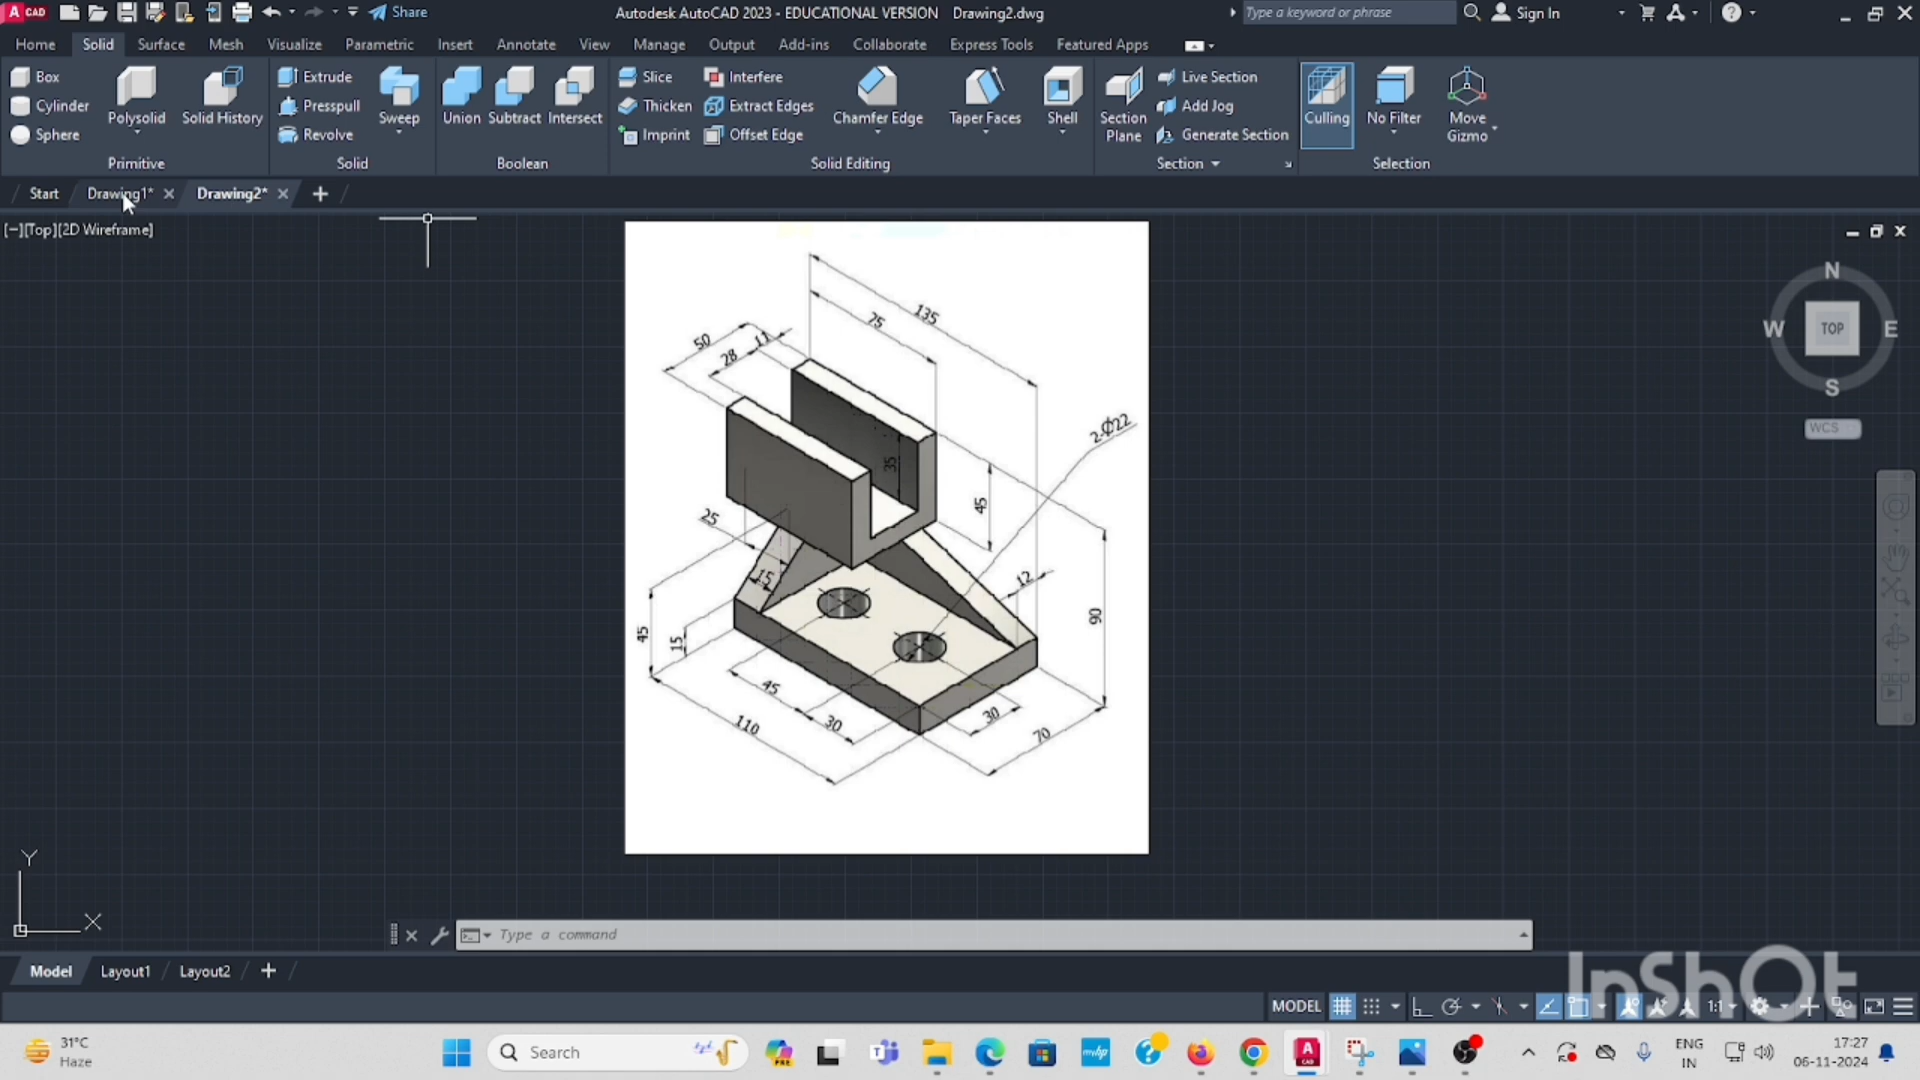 CAD Share Autodesk AutoCAD 2023 - EDUCATIONAL VERSION Drawing2.dwg Type a keyword or phrase Sign In
Home Solid Surface Mesh Visualize Parametric Insert Annotate View Manage Output Add-ins Collaborate Express Tools Featured Apps
Box Extrude Slice Interfere Live Section
Cylinder Presspull Thicken Extract Edges Add Jog
Polysolid Solid History Sweep Union Subtract Intersect Chamfer Edge Taper Faces Shell Section Plane Culling No Filter Move Gizmo
Sphere Revolve Imprint Offset Edge Generate Section
Primitive Solid Boolean Solid Editing Section Selection
Start Drawing1* Drawing2*
[−][Top][2D Wireframe]
N
W TOP E
S
WCS
135
75
50
11
28
2-Ф22
35
45
25
15
12
90
45
15
45
30
30
110
70
Y
X
Type a command
Model Layout1 Layout2
InShOt
MODEL 1:1
31°C
Haze
Search
PRE
A CAD
ENG
IN
17:27
06-11-2024